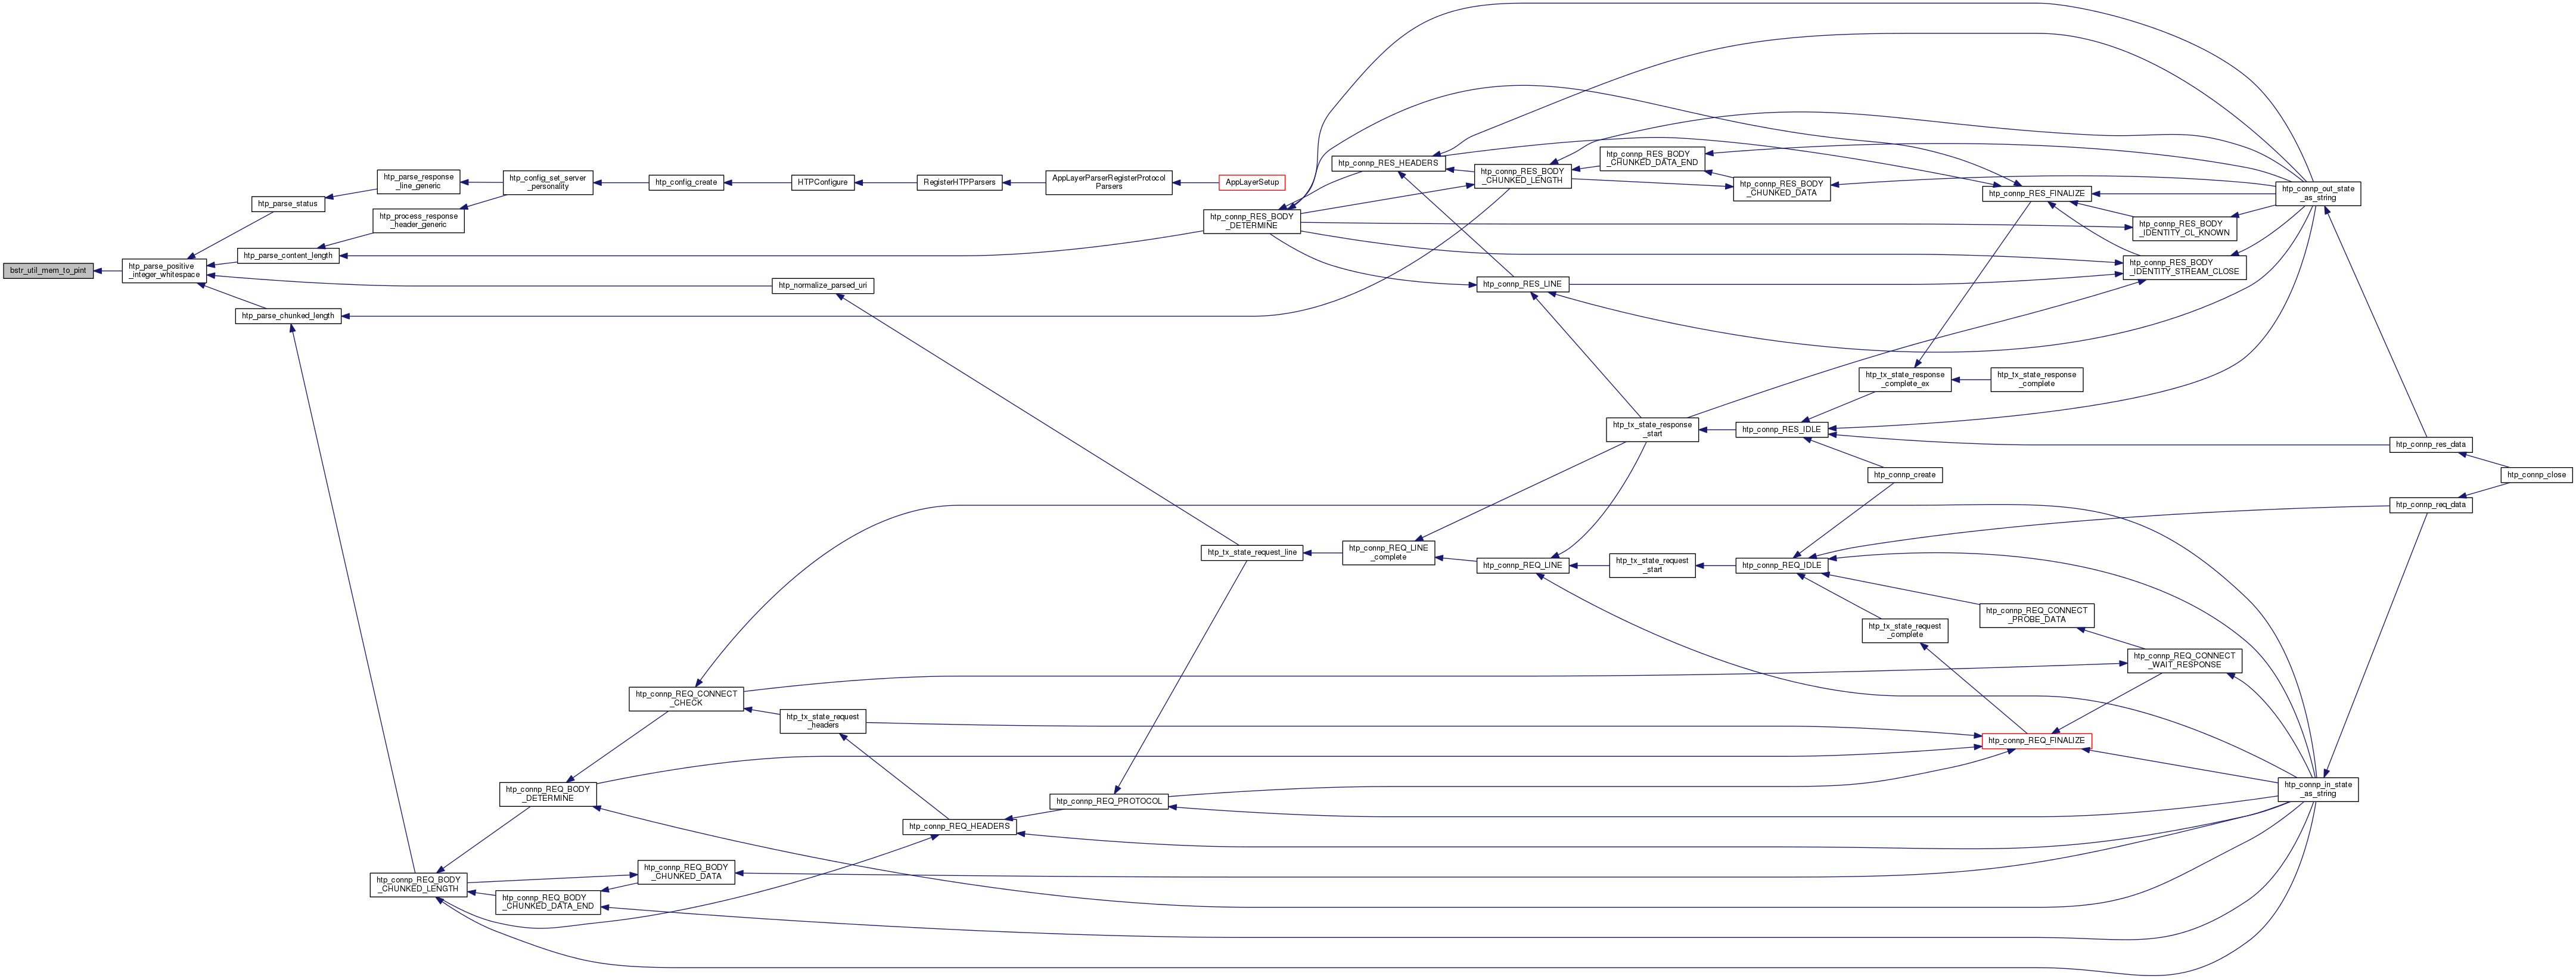 bstr_util_mem_to_pint
htp_parse_positive
_integer_whitespace
htp_parse_status
htp_parse_content_length
htp_parse_chunked_length
htp_parse_response
_line_generic
htp_process_response
_header_generic
htp_config_set_server
_personality
htp_config_create
HTPConfigure
RegisterHTPParsers
AppLayerParserRegisterProtocol
Parsers
AppLayerSetup
htp_normalize_parsed_uri
htp_connp_RES_BODY
_DETERMINE
htp_connp_RES_HEADERS
htp_connp_RES_BODY
_CHUNKED_LENGTH
htp_connp_RES_BODY
_CHUNKED_DATA_END
htp_connp_RES_BODY
_CHUNKED_DATA
htp_connp_RES_FINALIZE
htp_connp_RES_BODY
_IDENTITY_CL_KNOWN
htp_connp_RES_BODY
_IDENTITY_STREAM_CLOSE
htp_connp_out_state
_as_string
htp_connp_RES_LINE
htp_tx_state_response
_complete_ex
htp_tx_state_response
_complete
htp_tx_state_response
_start
htp_connp_RES_IDLE
htp_connp_res_data
htp_connp_create
htp_connp_close
htp_connp_req_data
htp_tx_state_request_line
htp_connp_REQ_LINE
_complete
htp_connp_REQ_LINE
htp_tx_state_request
_start
htp_connp_REQ_IDLE
htp_connp_REQ_CONNECT
_PROBE_DATA
htp_tx_state_request
_complete
htp_connp_REQ_CONNECT
_WAIT_RESPONSE
htp_connp_REQ_CONNECT
_CHECK
htp_tx_state_request
_headers
htp_connp_REQ_FINALIZE
htp_connp_REQ_BODY
_DETERMINE
htp_connp_REQ_PROTOCOL
htp_connp_in_state
_as_string
htp_connp_REQ_HEADERS
htp_connp_REQ_BODY
_CHUNKED_LENGTH
htp_connp_REQ_BODY
_CHUNKED_DATA
htp_connp_REQ_BODY
_CHUNKED_DATA_END